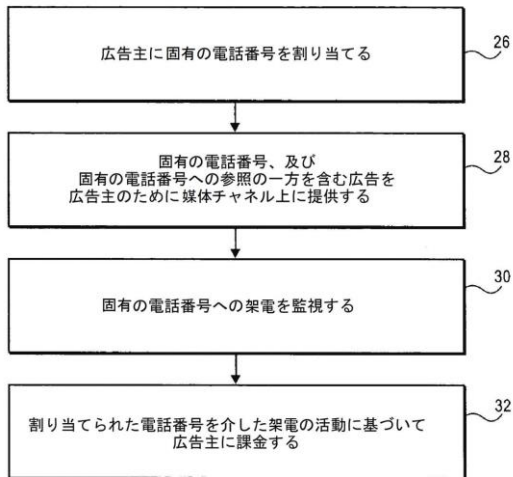 広告主に固有の電話番号を割り当てる
26
固有の電話番号、及び
固有の電話番号への参照の一方を含む広告を
広告主のために媒体チャネル上に提供する
28
固有の電話番号への架電を監視する
30
割り当てられた電話番号を介した架電の活動に基づいて
広告主に課金する
32